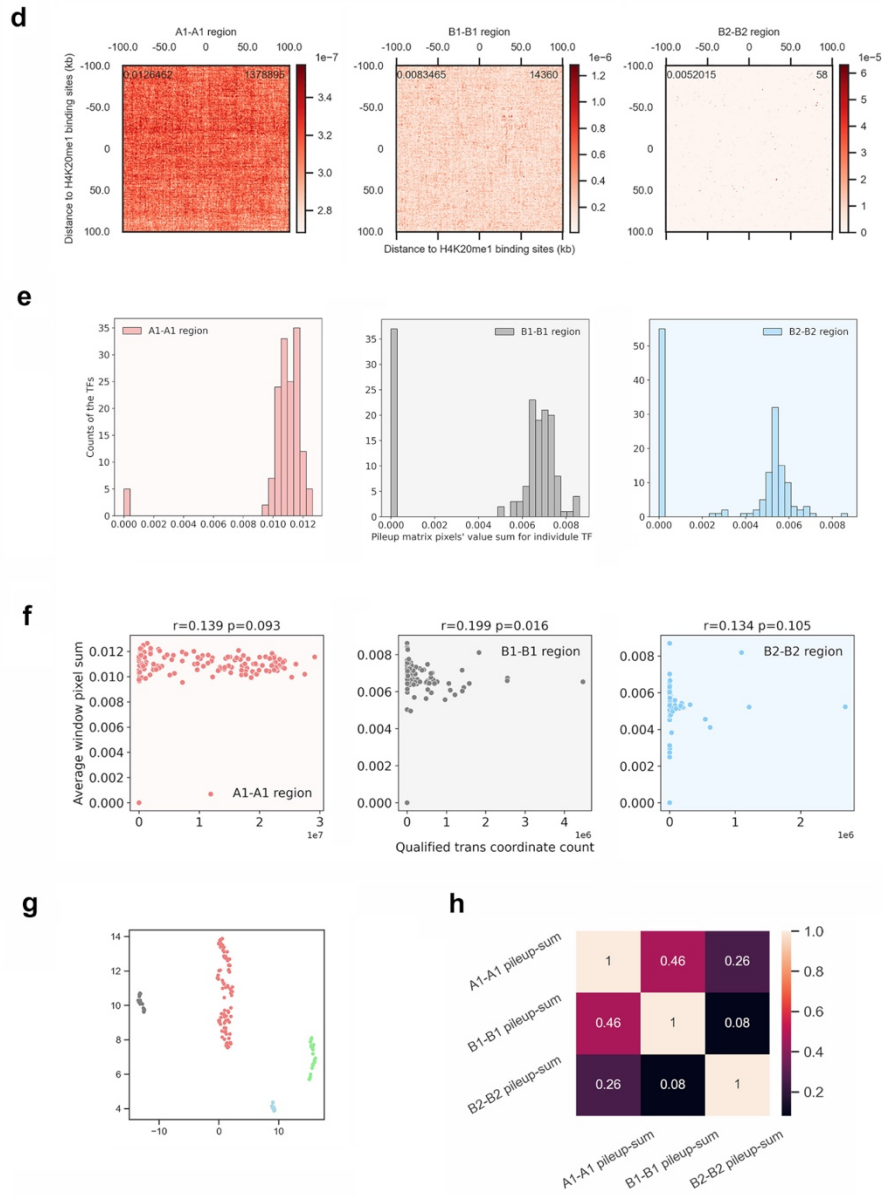 d
A1-A1 region
B1-B1 region
B2-B2 region
-100.0 0 100.0
-100.0 0 100.0
-100.0 0 100.0
-50.0 50.0
-50.0 50.0
-50.0 50.0
1e-7
1e-6
1e-5
Distance to H4K20me1 binding sites (kb)
-100.0
-50.0
0
50.0
100.0
0.0126462 1378895
3.4
3.2
3.0
2.8
-100.0
-50.0
0
50.0
100.0
0.0083465 14360
1.2
1.0
0.8
0.6
0.4
0.2
-100.0
-50.0
0
50.0
100.0
0.0052015 58
6
5
4
3
2
1
0
Distance to H4K20me1 binding sites (kb)
e
Counts of the TFs
35
30
25
20
15
10
5
0
A1-A1 region
0.000 0.002 0.004 0.006 0.008 0.010 0.012
35
30
25
20
15
10
5
0
B1-B1 region
0.000 0.002 0.004 0.006 0.008
Pileup matrix pixels' value sum for individule TF
50
40
30
20
10
0
B2-B2 region
0.000 0.002 0.004 0.006 0.008
f
r=0.139 p=0.093
r=0.199 p=0.016
r=0.134 p=0.105
Average window pixel sum
0.012
0.010
0.008
0.006
0.004
0.002
0.000
A1-A1 region
0 1 2 3
1e7
0.008
0.006
0.004
0.002
0.000
B1-B1 region
0 1 2 3 4
1e6
0.008
0.006
0.004
0.002
0.000
B2-B2 region
0 1 2
1e6
Qualified trans coordinate count
g
14
12
10
8
6
4
−10 0 10
h
A1-A1 pileup-sum
B1-B1 pileup-sum
B2-B2 pileup-sum
1 0.46 0.26
0.46 1 0.08
0.26 0.08 1
1.0
0.8
0.6
0.4
0.2
A1-A1 pileup-sum
B1-B1 pileup-sum
B2-B2 pileup-sum